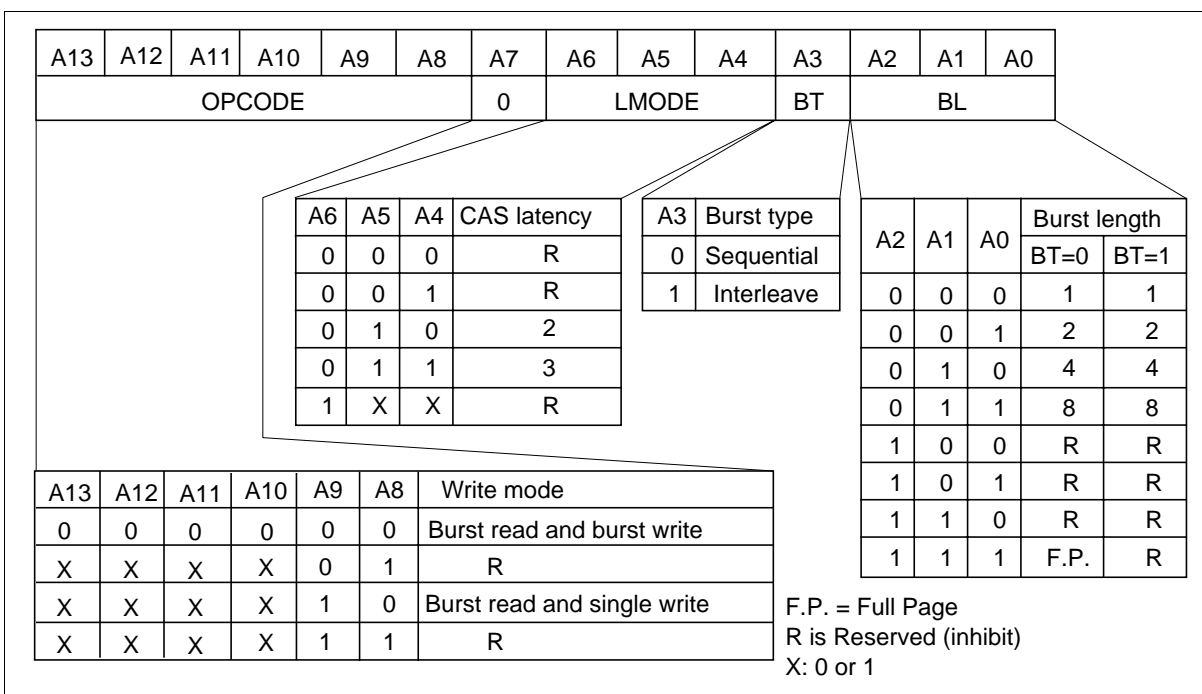 A13 A12 A11 A10 A9 A8 A7 A6 A5 A4 A3 A2 A1 A0
OPCODE 0 LMODE BT BL
A6 A5 A4 CAS latency
0 0 0 R
0 0 1 R
0 1 0 2
0 1 1 3
1 X X R
A3 Burst type
0 Sequential
1 Interleave
A2 A1 A0 Burst length
BT=0 BT=1
0 0 0 1 1
0 0 1 2 2
0 1 0 4 4
0 1 1 8 8
1 0 0 R R
1 0 1 R R
1 1 0 R R
1 1 1 F.P. R
A13 A12 A11 A10 A9 A8 Write mode
0 0 0 0 0 0 Burst read and burst write
X X X X 0 1 R
X X X X 1 0 Burst read and single write
X X X X 1 1 R
F.P. = Full Page
R is Reserved (inhibit)
X: 0 or 1